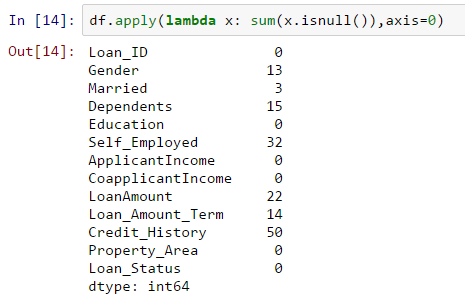 In [14]: df.apply(lambda x: sum(x.isnull()),axis=0)
Out[14]: Loan_ID 0
Gender 13
Married 3
Dependents 15
Education 0
Self_Employed 32
ApplicantIncome 0
CoapplicantIncome 0
LoanAmount 22
Loan_Amount_Term 14
Credit_History 50
Property_Area 0
Loan_Status 0
dtype: int64